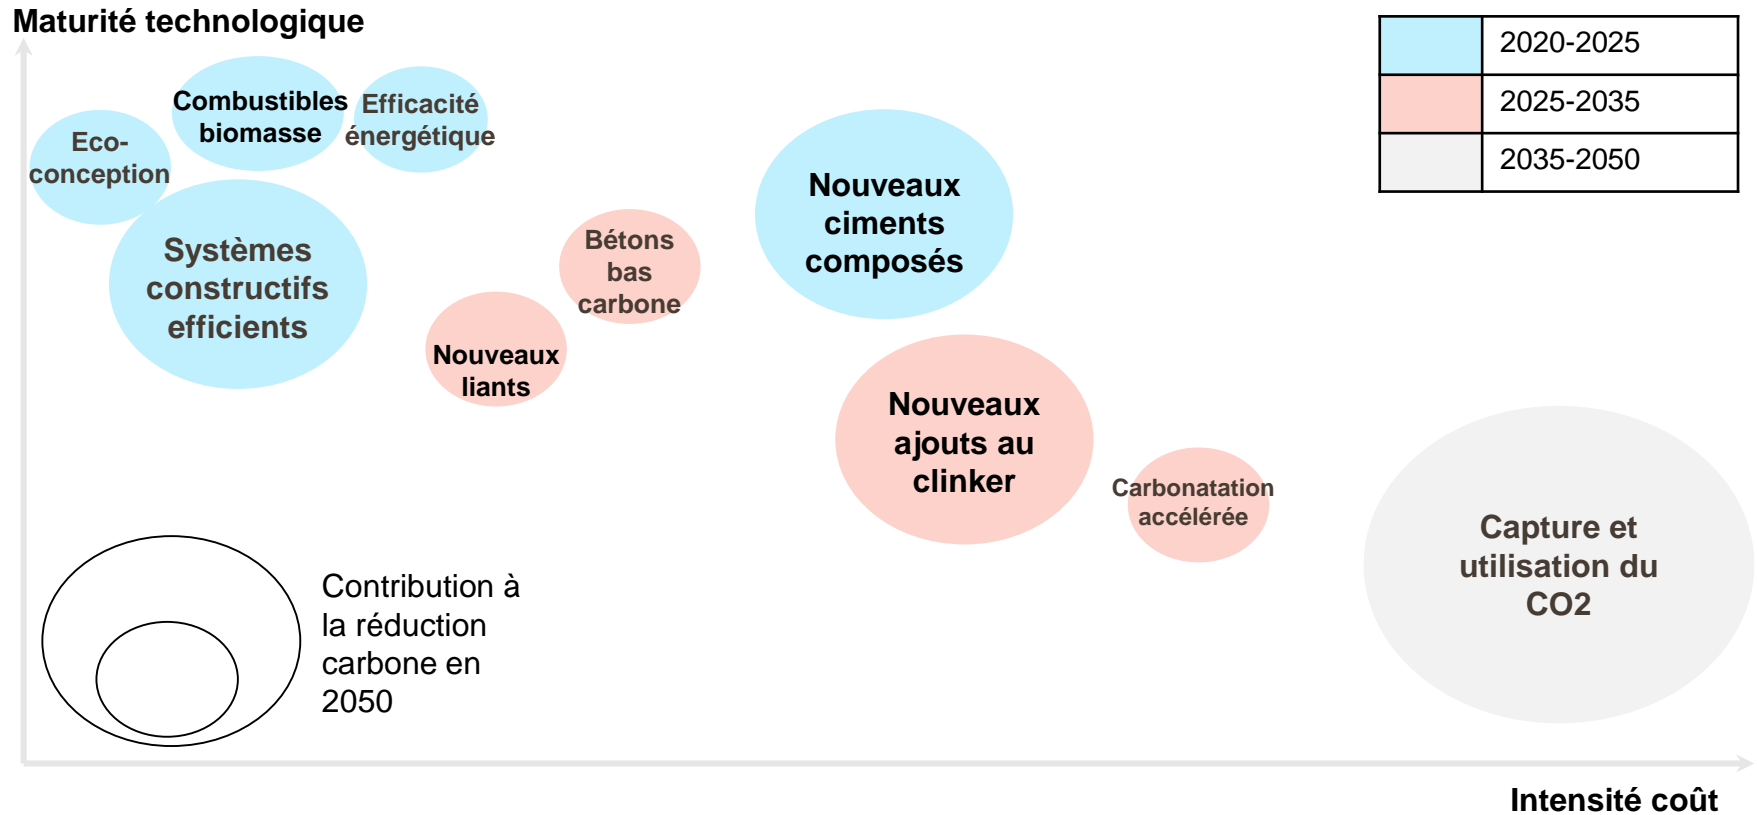 Maturité technologique
2020-2025
2025-2035
2035-2050
Eco-
conception
Combustibles
biomasse
Efficacité
énergétique
Systèmes
constructifs
efficients
Nouveaux
liants
Bétons
bas
carbone
Nouveaux
ciments
composés
Nouveaux
ajouts au
clinker
Carbonatation
accélérée
Capture et
utilisation du
CO2
Contribution à
la réduction
carbone en
2050
Intensité coût